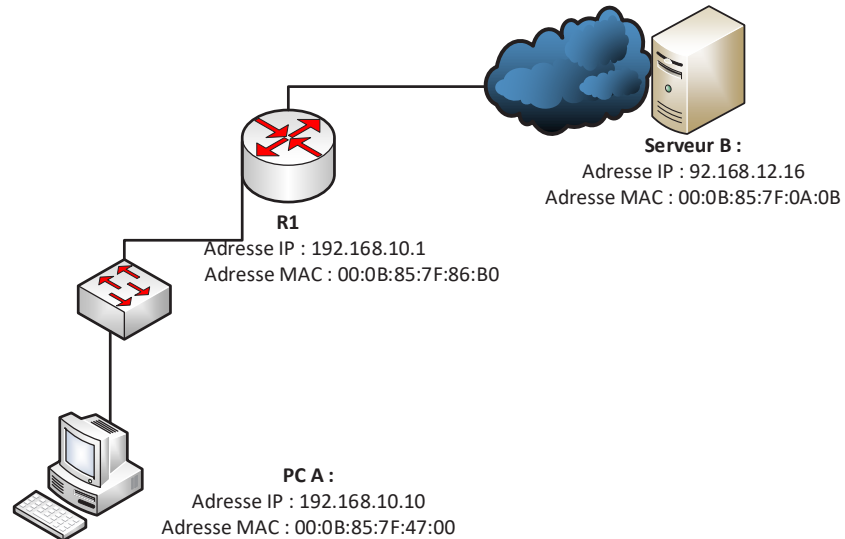 Serveur B :
Adresse IP : 92.168.12.16
Adresse MAC : 00:0B:85:7F:0A:0B
R1
Adresse IP : 192.168.10.1
Adresse MAC : 00:0B:85:7F:86:B0
PC A :
Adresse IP : 192.168.10.10
Adresse MAC : 00:0B:85:7F:47:00